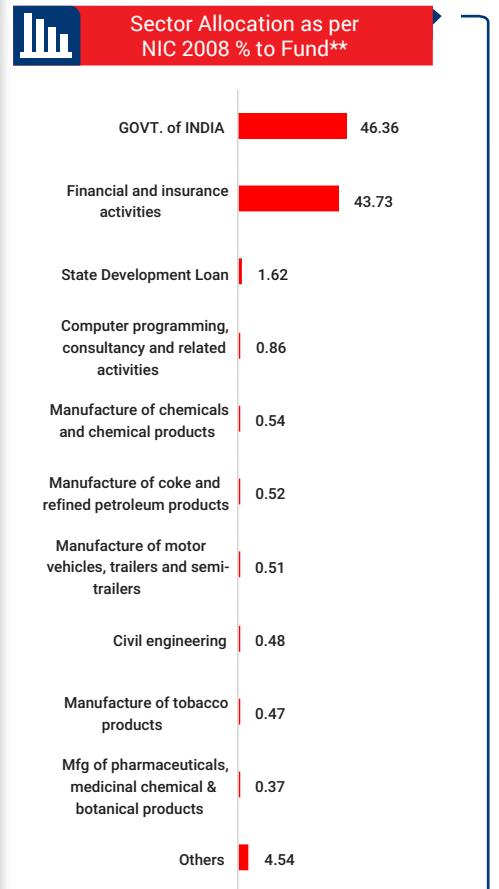 Sector Allocation as per
NIC 2008 % to Fund**
GOVT. of INDIA 46.36
Financial and insurance
activities 43.73
State Development Loan 1.62
Computer programming,
consultancy and related 0.86
activities
Manufacture of chemicals
and chemical products 0.54
Manufacture of coke and
refined petroleum products 0.52
Manufacture of motor
vehicles, trailers and semi- 0.51
trailers
Civil engineering 0.48
Manufacture of tobacco
products 0.47
Mfg of pharmaceuticals,
medicinal chemical & 0.37
botanical products
Others 4.54